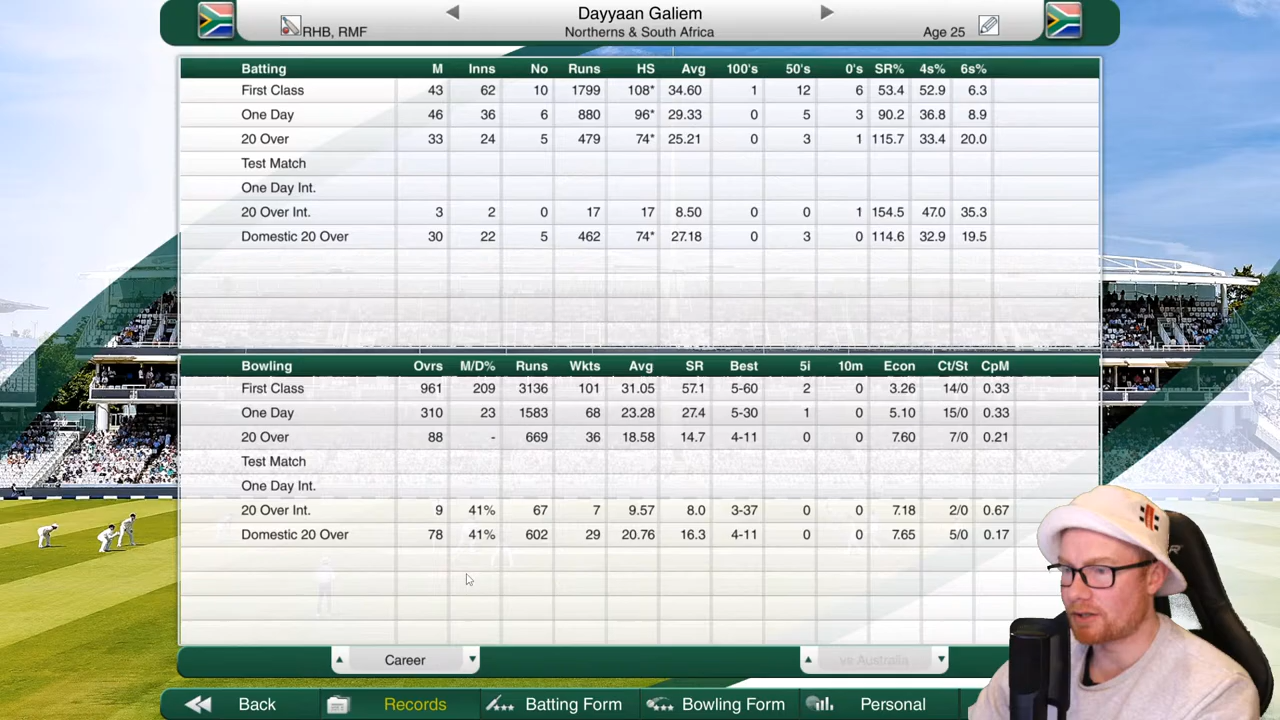 Dayyaan Galiem
RHB, RMF
Northerns & South Africa
Age 25
Batting M Inns No Runs HS Avg 100's 50's 0's SR% 4s% 6s%
First Class 43 62 10 1799 108* 34.60 1 12 6 53.4 52.9 6.3
One Day 46 36 6 880 96* 29.33 0 5 3 90.2 36.8 8.9
20 Over 33 24 5 479 74* 25.21 0 3 1 115.7 33.4 20.0
Test Match
One Day Int.
20 Over Int. 3 2 0 17 17 8.50 0 0 1 154.5 47.0 35.3
Domestic 20 Over 30 22 5 462 74* 27.18 0 3 0 114.6 32.9 19.5
Bowling Ovrs M/D% Runs Wkts Avg SR Best 5i 10m Econ Ct/St CpM
First Class 961 209 3136 101 31.05 57.1 5-60 2 0 3.26 14/0 0.33
One Day 310 23 1583 66 23.28 27.4 5-30 1 0 5.10 15/0 0.33
20 Over 88 - 669 36 18.58 14.7 4-11 0 0 7.60 7/0 0.21
Test Match
One Day Int.
20 Over Int. 9 41% 67 7 9.57 8.0 3-37 0 0 7.18 2/0 0.67
Domestic 20 Over 78 41% 602 29 20.76 16.3 4-11 0 0 7.65 5/0 0.17
Career
vs Australia
Back Records Batting Form Bowling Form Personal